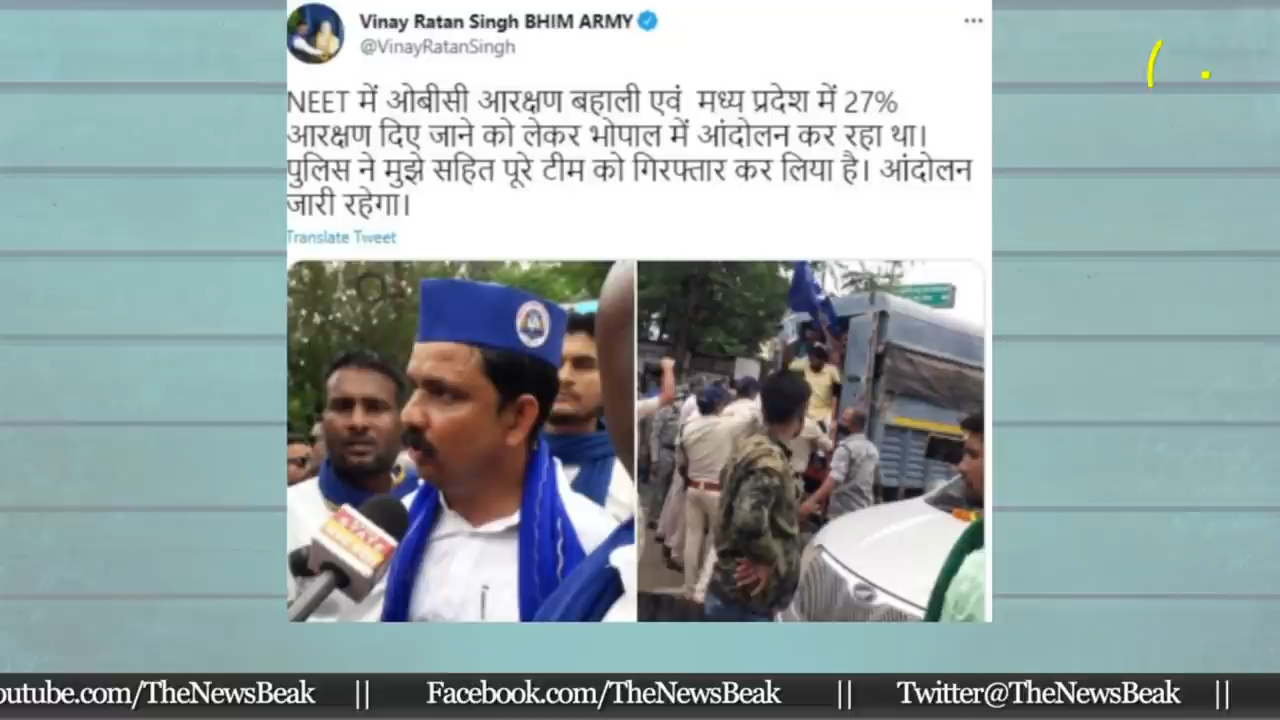 Vinay Ratan Singh BHIM ARMY
@VinayRatanSingh
NEET में ओबीसी आरक्षण बहाली एवं मध्य प्रदेश में 27%
आरक्षण दिए जाने को लेकर भोपाल में आंदोलन कर रहा था।
पुलिस ने मुझे सहित पूरे टीम को गिरफ्तार कर लिया है। आंदोलन
जारी रहेगा।
Translate Tweet
outube.com/TheNewsBeak || Facebook.com/TheNewsBeak || Twitter@TheNewsBeak ||